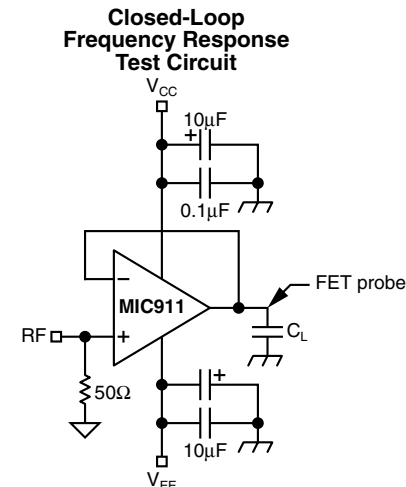 Closed-Loop
Frequency Response
Test Circuit
VCC
10µF
+
0.1µF
−
MIC911
FET probe
RF
+
CL
50Ω
+
10µF
VEE